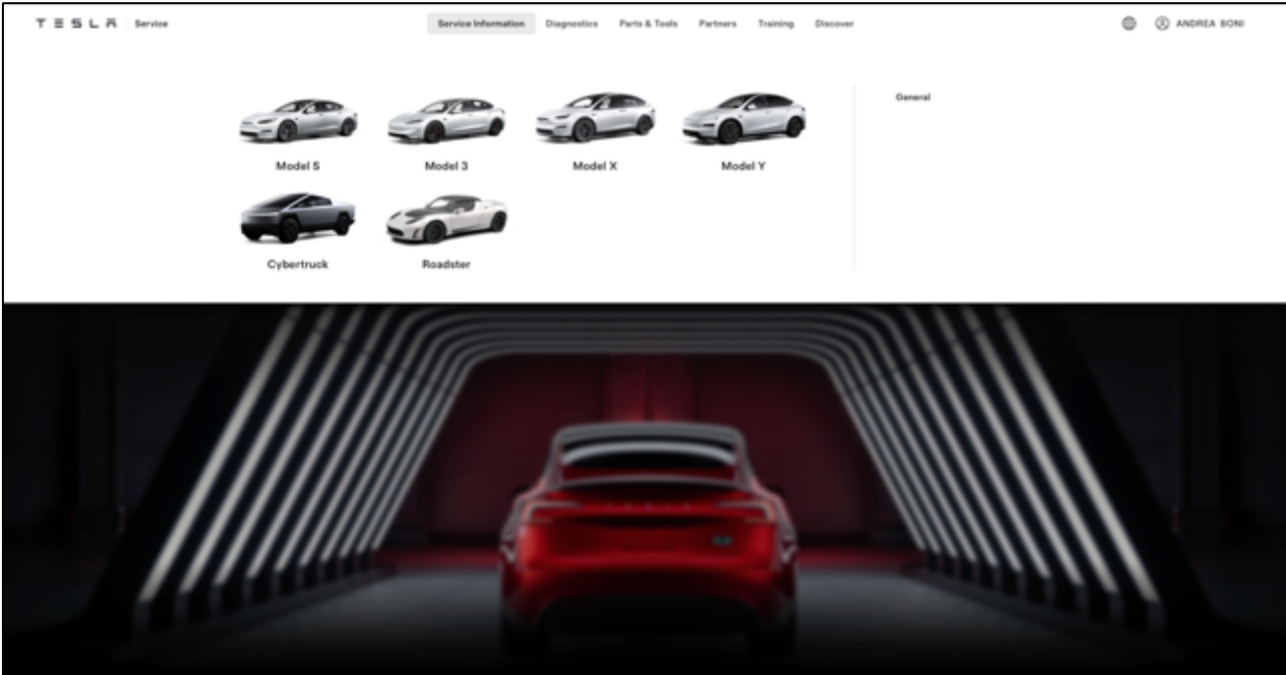 TESLA Service
Service Information Diagnostics Parts & Tools Partners Training Discover
ANDREA BONI
General
Model S Model 3 Model X Model Y
Cybertruck Roadster